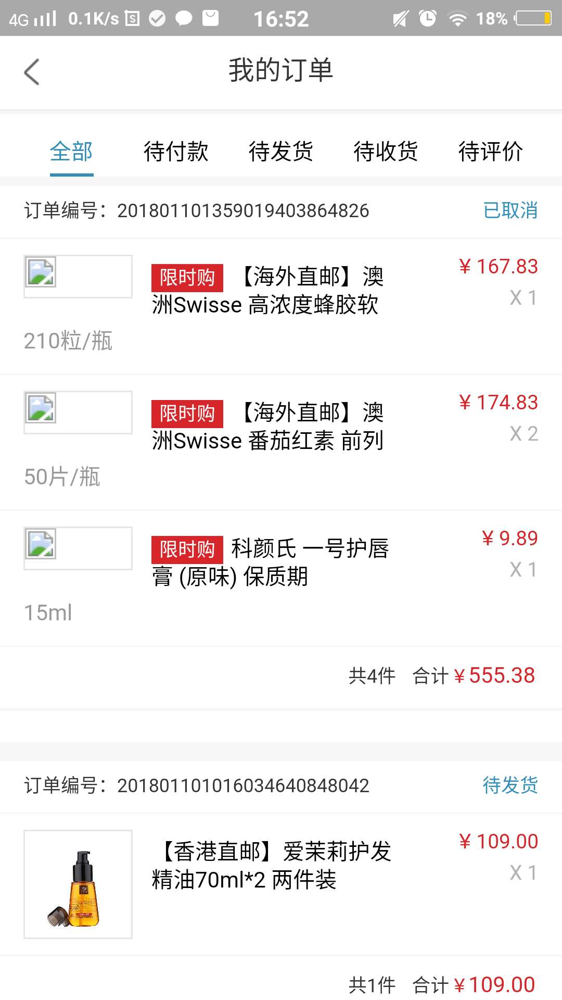 4G 0.1K/s 16:52 18%
我的订单
全部 待付款 待发货 待收货 待评价
订单编号：201801101359019403864826 已取消
限时购 【海外直邮】澳 ¥ 167.83
洲Swisse 高浓度蜂胶软 X 1
210粒/瓶
限时购 【海外直邮】澳 ¥ 174.83
洲Swisse 番茄红素 前列 X 2
50片/瓶
限时购 科颜氏 一号护唇 ¥ 9.89
膏 (原味) 保质期 X 1
15ml
共4件 合计 ¥ 555.38
订单编号：201801101016034640848042 待发货
【香港直邮】爱茉莉护发 ¥ 109.00
精油70ml*2 两件装 X 1
共1件 合计 ¥ 109.00